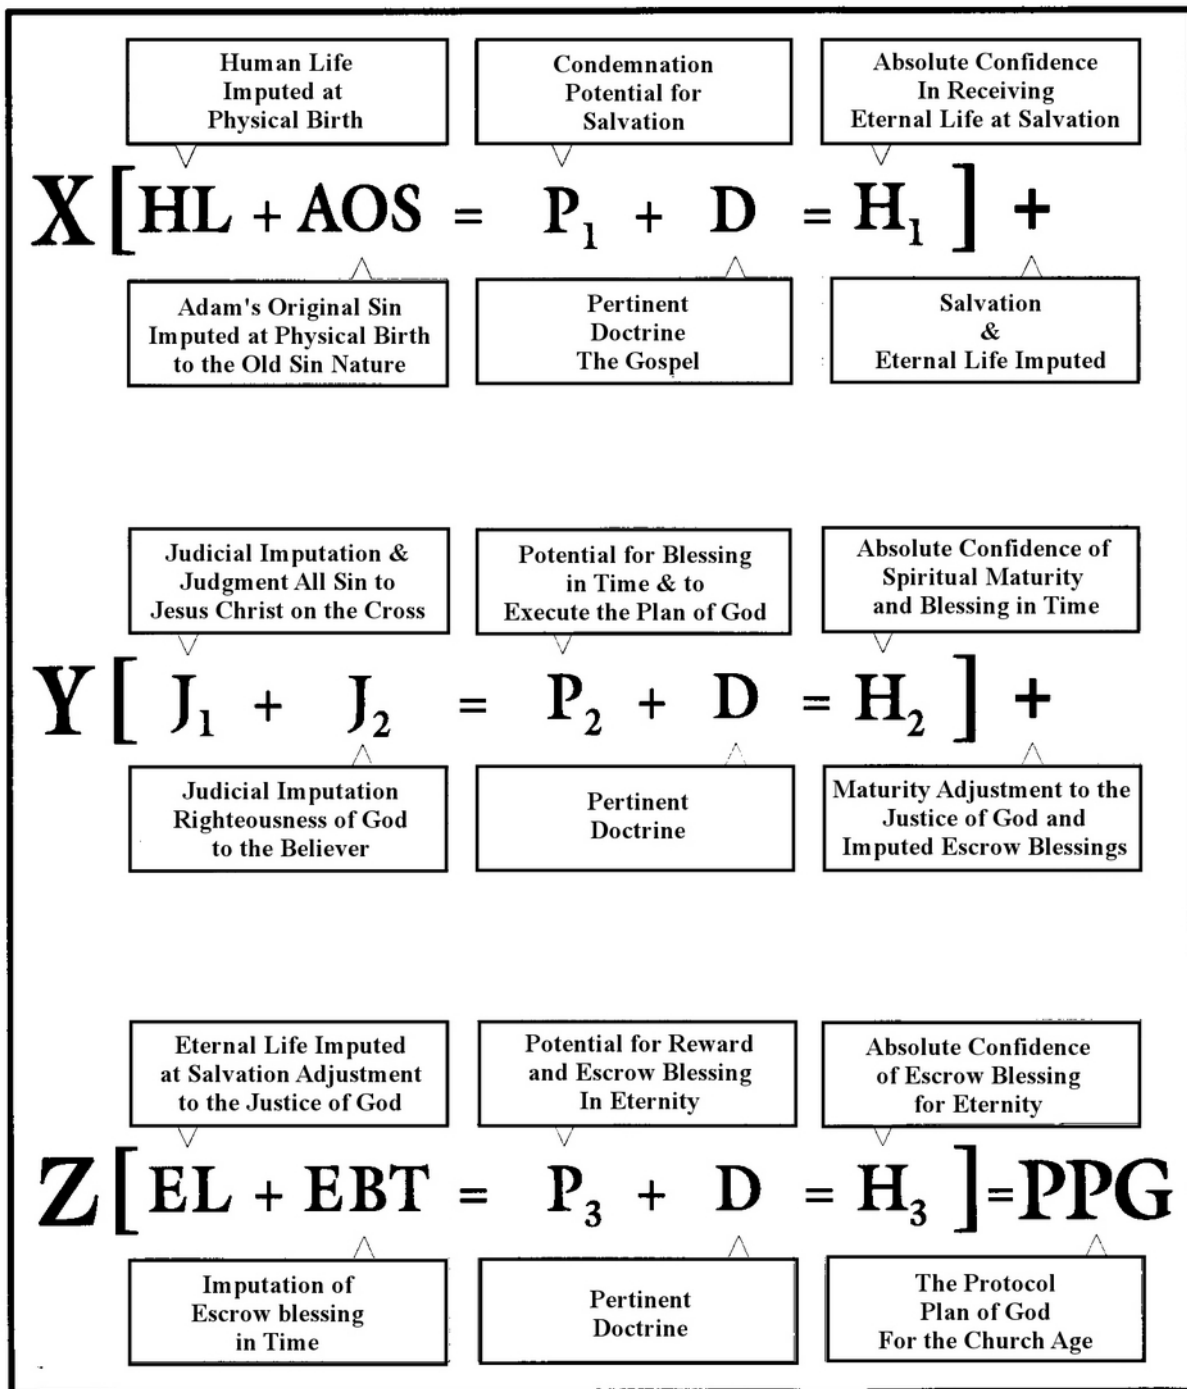 Human Life
Imputed at
Physical Birth
Condemnation
Potential for
Salvation
Absolute Confidence
In Receiving
Eternal Life at Salvation
X [ HL + AOS = P₁ + D = H₁ ] +
Adam's Original Sin
Imputed at Physical Birth
to the Old Sin Nature
Pertinent
Doctrine
The Gospel
Salvation
&
Eternal Life Imputed
Judicial Imputation &
Judgment All Sin to
Jesus Christ on the Cross
Potential for Blessing
in Time & to
Execute the Plan of God
Absolute Confidence of
Spiritual Maturity
and Blessing in Time
Y [ J₁ + J₂ = P₂ + D = H₂ ] +
Judicial Imputation
Righteousness of God
to the Believer
Pertinent
Doctrine
Maturity Adjustment to the
Justice of God and
Imputed Escrow Blessings
Eternal Life Imputed
at Salvation Adjustment
to the Justice of God
Potential for Reward
and Escrow Blessing
In Eternity
Absolute Confidence
of Escrow Blessing
for Eternity
Z [ EL + EBT = P₃ + D = H₃ ] = PPG
Imputation of
Escrow blessing
in Time
Pertinent
Doctrine
The Protocol
Plan of God
For the Church Age